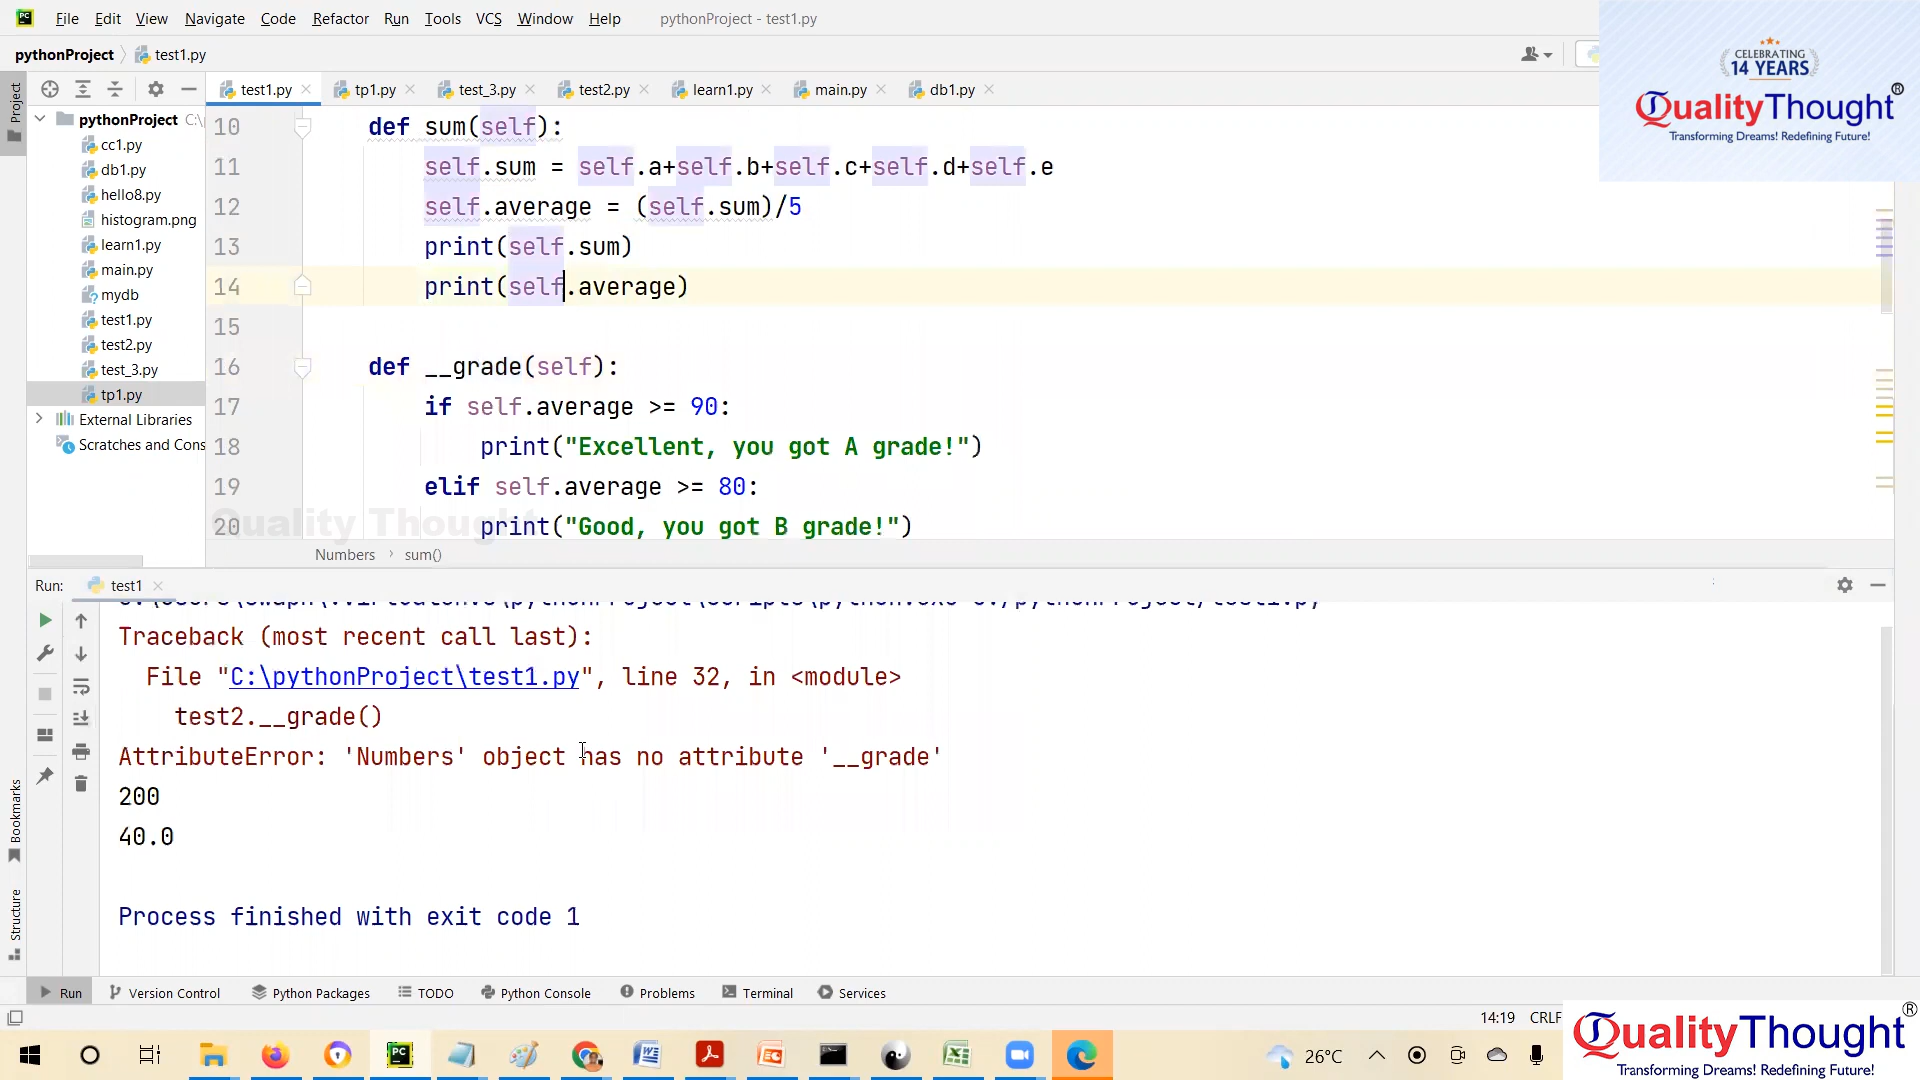 File Edit View Navigate Code Refactor Run Tools VCS Window Help pythonProject - test1.py
CELEBRATING
14 YEARS
QualityThought®
Transforming Dreams! Redefining Future!
pythonProject test1.py
test1.py tp1.py test_3.py test2.py learn1.py main.py db1.py
Project
pythonProject C:\
cc1.py
db1.py
hello8.py
histogram.png
learn1.py
main.py
mydb
test1.py
test2.py
test_3.py
tp1.py
External Libraries
Scratches and Cons
10 def sum(self):
11 self.sum = self.a+self.b+self.c+self.d+self.e
12 self.average = (self.sum)/5
13 print(self.sum)
14 print(self.average)
15
16 def __grade(self):
17 if self.average >= 90:
18 print("Excellent, you got A grade!")
19 elif self.average >= 80:
20 print("Good, you got B grade!")
Quality Thought
Numbers sum()
Run: test1
Traceback (most recent call last):
File "C:\pythonProject\test1.py", line 32, in <module>
test2.__grade()
AttributeError: 'Numbers' object has no attribute '__grade'
200
40.0
Process finished with exit code 1
Bookmarks
Structure
Run Version Control Python Packages TODO Python Console Problems Terminal Services
14:19 CRLF
26°C
QualityThought®
Transforming Dreams! Redefining Future!